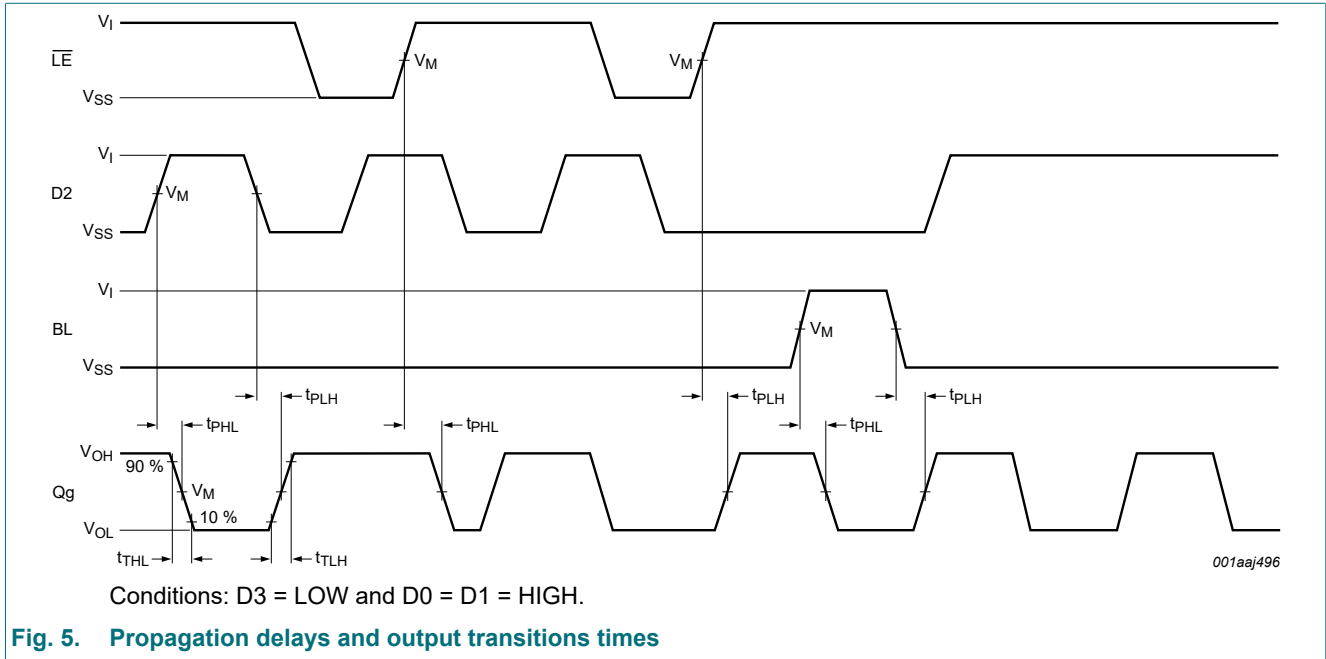 VI
LE
VM
VM
VSS
VI
D2
VM
VSS
VI
BL
VM
VSS
tPLH
tPLH
tPLH
tPHL
tPHL
tPHL
VOH
90 %
Qg
VM
10 %
VOL
tTHL
tTLH
001aaj496
Conditions: D3 = LOW and D0 = D1 = HIGH.
Fig. 5. Propagation delays and output transitions times